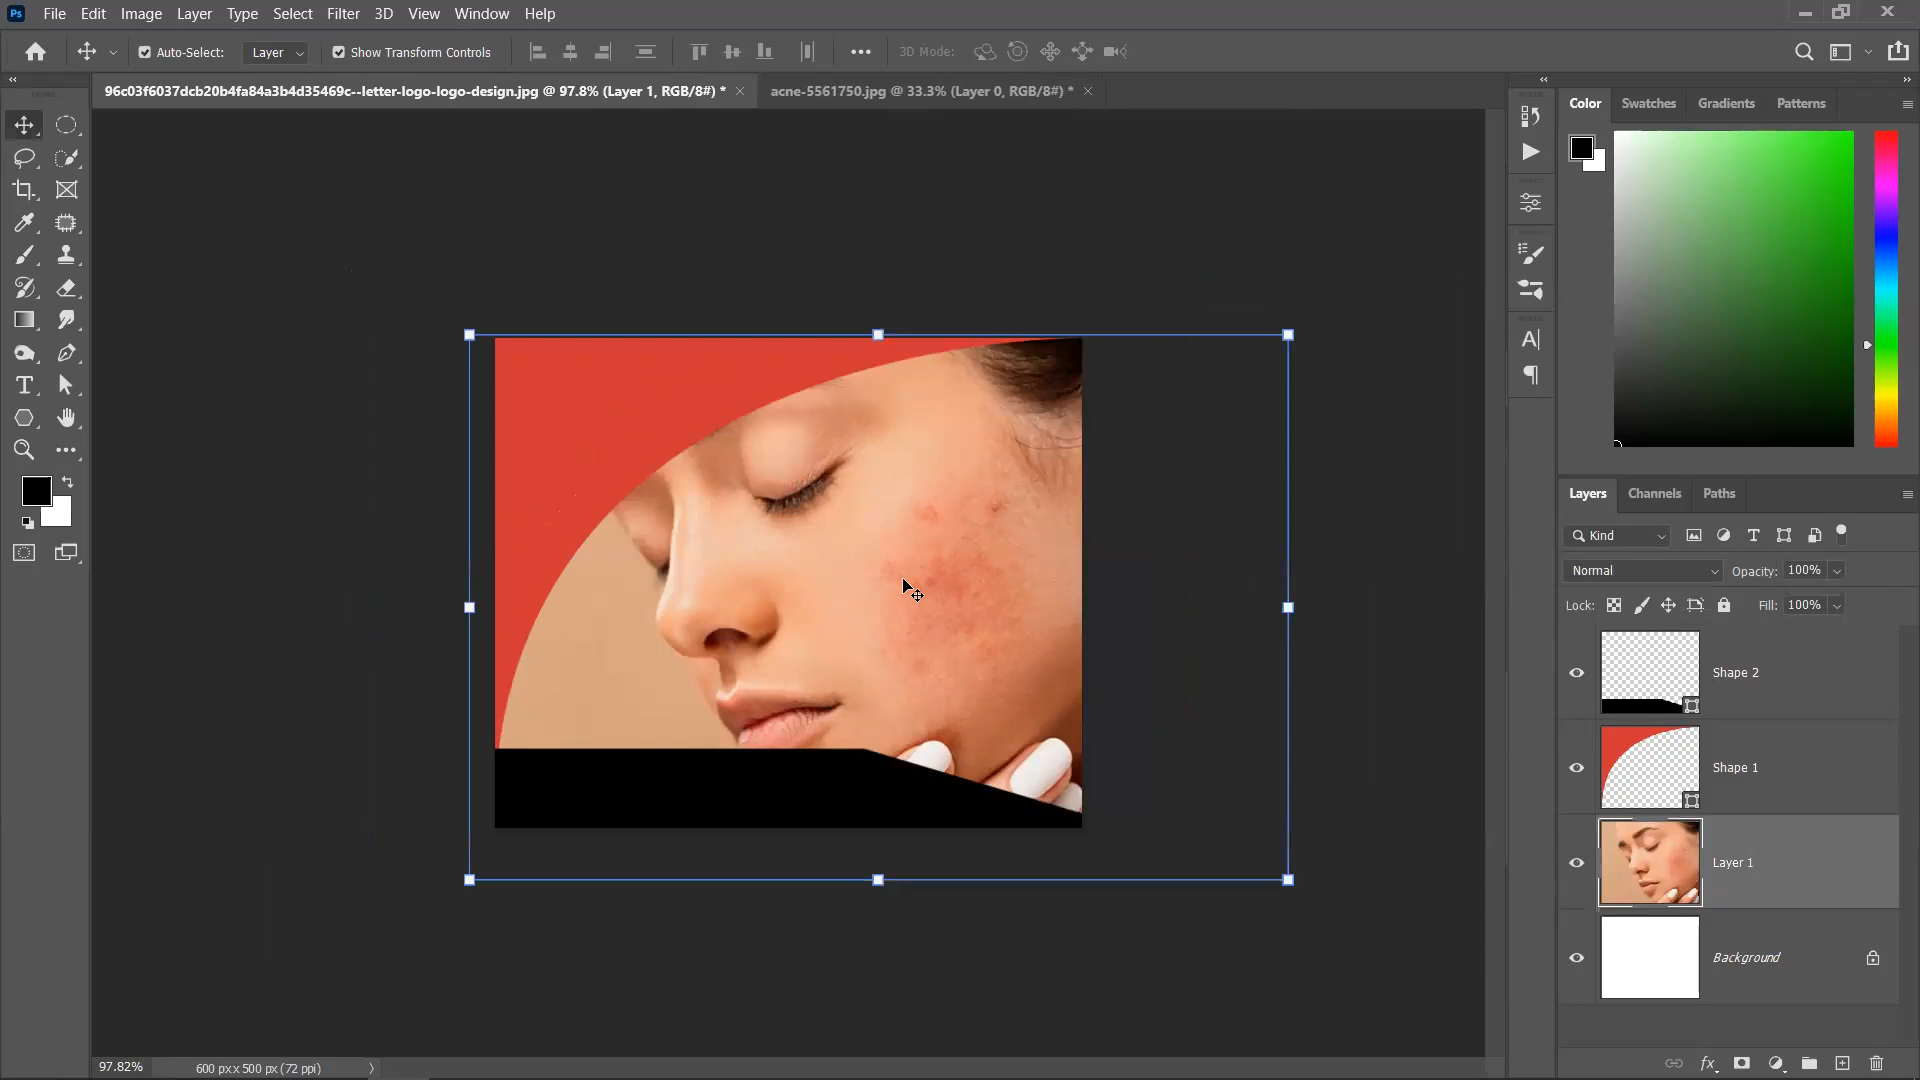 Ps File Edit Image Layer Type Select Filter 3D View Window Help
Auto-Select: Layer Show Transform Controls 3D Mode:
96c03f6037dcb20b4fa84a3b4d35469c--letter-logo-logo-design.jpg @ 97.8% (Layer 1, RGB/8#) * acne-5561750.jpg @ 33.3% (Layer 0, RGB/8#) *
Color Swatches Gradients Patterns
Layers Channels Paths
Kind
Normal Opacity: 100%
Lock: Fill: 100%
Shape 2
Shape 1
Layer 1
Background
97.82% 600 px x 500 px (72 ppi)